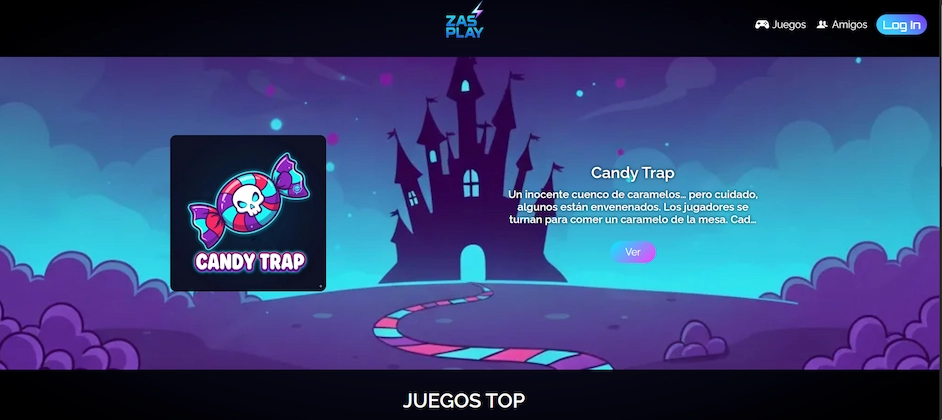 ZAS
PLAY
Juegos
Amigos
Log In
CANDY TRAP
Candy Trap
Un inocente cuenco de caramelos... pero cuidado,
algunos están envenenados. Los jugadores se
turnan para comer un caramelo de la mesa. Cad...
Ver
JUEGOS TOP